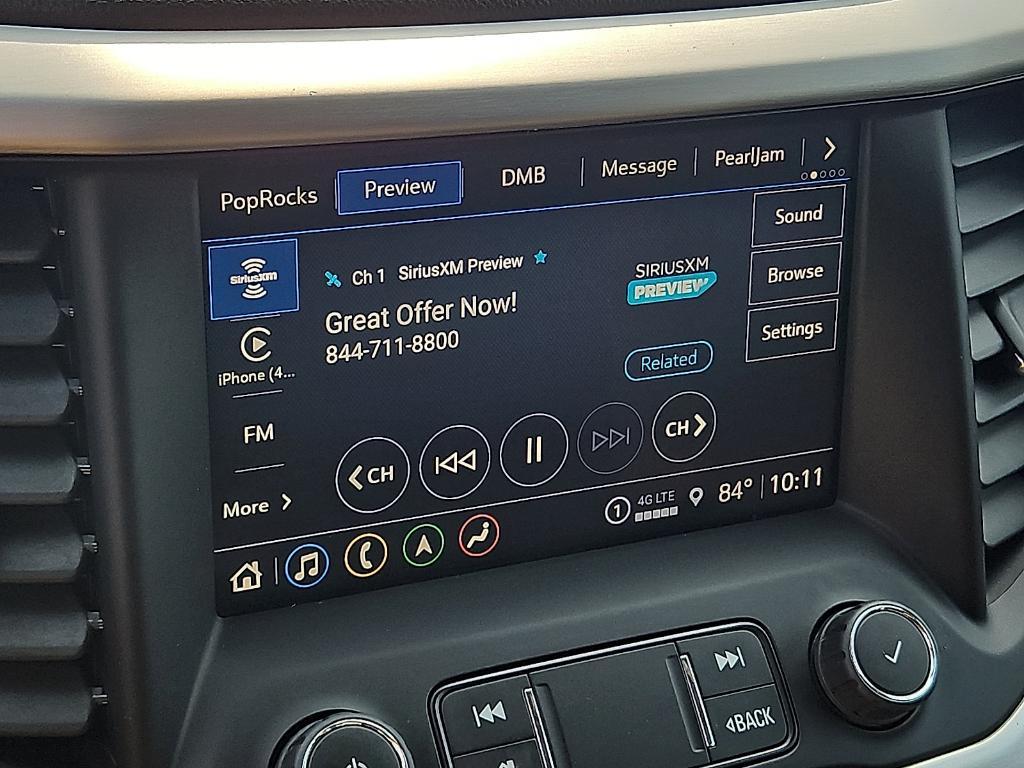 PopRocks
Preview
DMB
Message
PearlJam
SiriusXM
Ch 1 SiriusXM Preview
SIRIUSXM
PREVIEW
Sound
Great Offer Now!
844-711-8800
Browse
iPhone (4...
Related
Settings
FM
CH
CH
More
1
4G LTE
84°
10:11
BACK